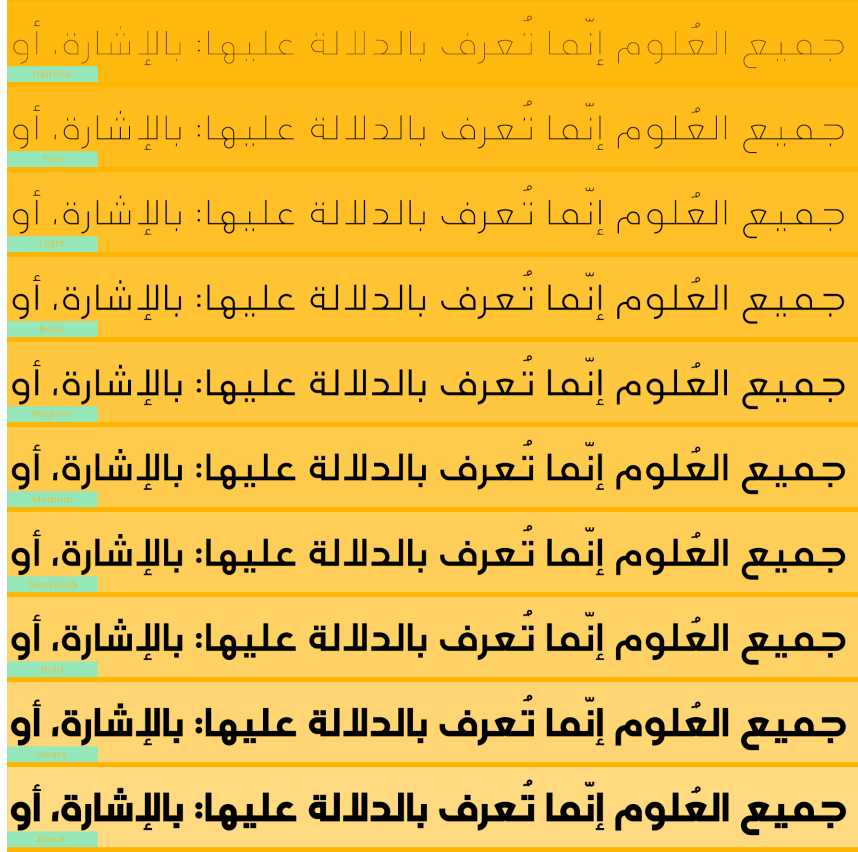 جميع العُلوم إنّما تُعرف بالدلالة عليها: بالإشارة، أو
Hairline
جميع العُلوم إنّما تُعرف بالدلالة عليها: بالإشارة، أو
Thin
جميع العُلوم إنّما تُعرف بالدلالة عليها: بالإشارة، أو
Light
جميع العُلوم إنّما تُعرف بالدلالة عليها: بالإشارة، أو
Book
جميع العُلوم إنّما تُعرف بالدلالة عليها: بالإشارة، أو
Regular
جميع العُلوم إنّما تُعرف بالدلالة عليها: بالإشارة، أو
Medium
جميع العُلوم إنّما تُعرف بالدلالة عليها: بالإشارة، أو
SemiBold
جميع العُلوم إنّما تُعرف بالدلالة عليها: بالإشارة، أو
Bold
جميع العُلوم إنّما تُعرف بالدلالة عليها: بالإشارة، أو
Heavy
جميع العُلوم إنّما تُعرف بالدلالة عليها: بالإشارة، أو
Black